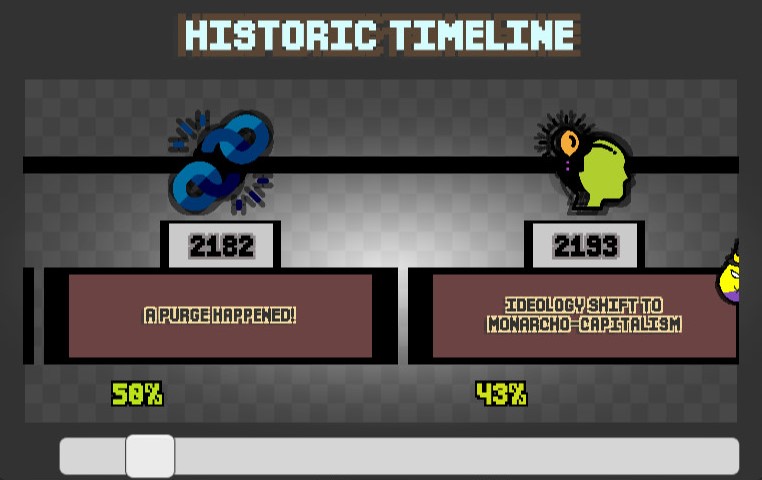 HISTORIC TIMELINE
2182
2193
A PURGE HAPPENED!
IDEOLOGY SHIFT TO
MONARCHO-CAPITALISM
50%
43%